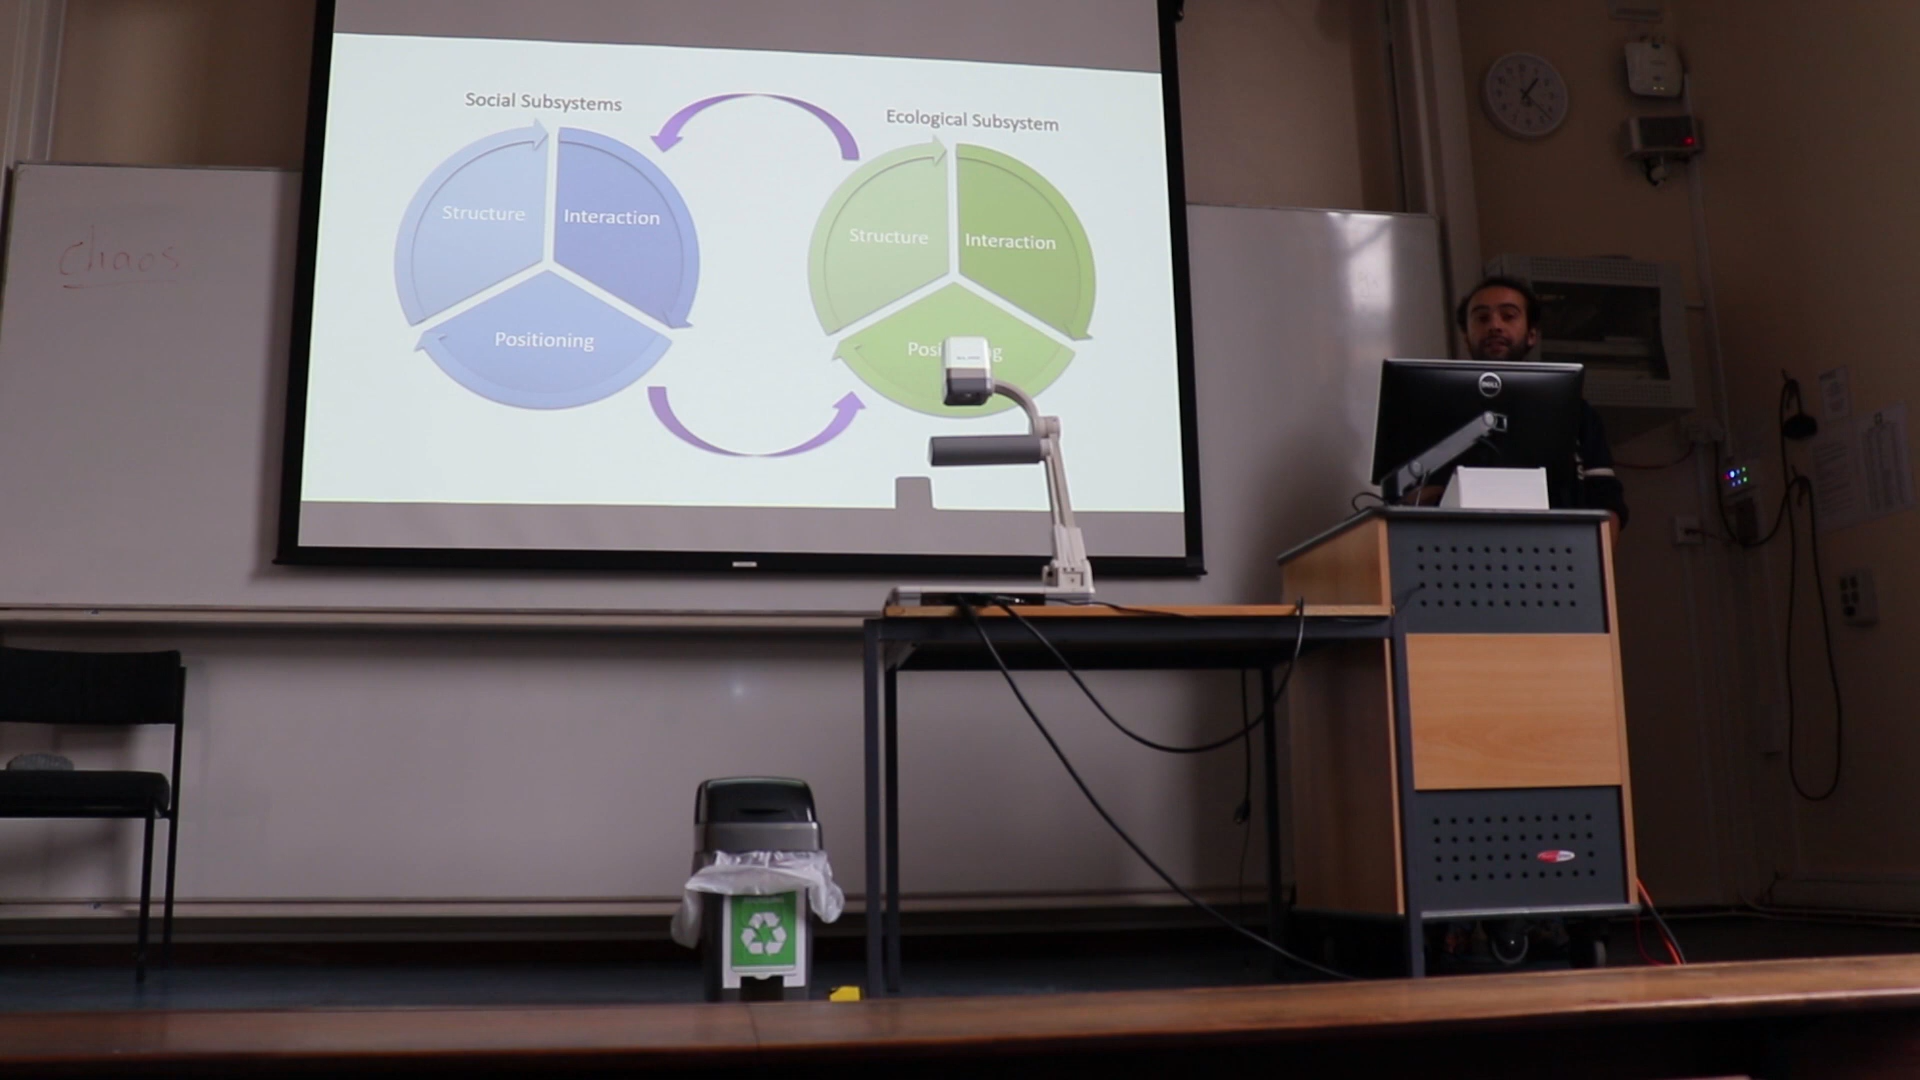 Social Subsystems
Structure
Interaction
Positioning
Ecological Subsystem
Structure
Interaction
chaos
DELL